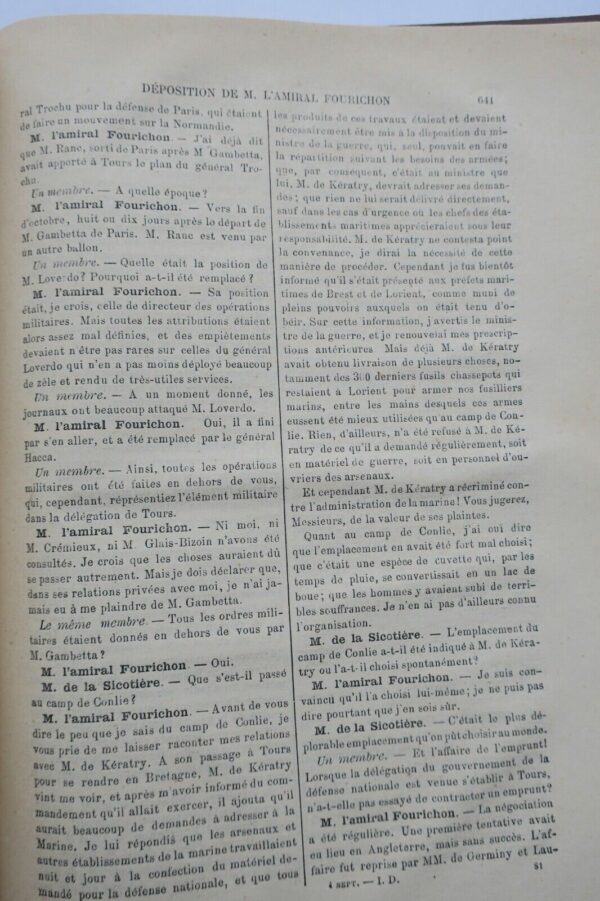 DÉPOSITION DE M. L'AMIRAL FOURICHON
641
ral Trochu pour la défense de Paris, qui étaient
de faire un mouvement sur la Normandie.
M. l'amiral Fourichon. — J'ai déjà dit
que M. Ranc, sorti de Paris après M Gambetta,
avait apporté à Tours le plan du général Tro-
chu.
Un membre. — A quelle époque?
M. l'amiral Fourichon. — Vers la fin
d'octobre, huit ou dix jours après le départ de
M. Gambetta de Paris. M. Ranc est venu par
un autre ballon.
Un membre. — Quelle était la position de
M. Loverdo? Pourquoi a-t-il été remplacé?
M. l'amiral Fourichon. — Sa position
était, je crois, celle de directeur des opérations
militaires. Mais toutes les attributions étaient
alors assez mal définies, et des empiètements
devaient n'être pas rares sur celles du général
Loverdo qui n'en a pas moins déployé beaucoup
de zèle et rendu de très-utiles services.
Un membre. — A un moment donné, les
journaux ont beaucoup attaqué M. Loverdo.
M. l'amiral Fourichon. Oui, il a fini
par s'en aller, et a été remplacé par le général
Hacca.
Un membre. — Ainsi, toutes les opérations
militaires ont été faites en dehors de vous,
qui, cependant, réprésentiez l'élément militaire
dans la délégation de Tours.
M. l'amiral Fourichon. — Ni moi, ni
M. Crémieux, ni M. Glais-Bizoin n'avons été
consultés. Je crois que les choses auraient dû
se passer autrement. Mais je dois déclarer que,
dans ses relations privées avec moi, je n'ai ja-
mais eu à me plaindre de M. Gambetta.
Le même membre. — Tous les ordres mili-
taires étaient donnés en dehors de vous par
M. Gambetta?
M. l'amiral Fourichon. — Oui.
M. de la Sicotière. — Que s'est-il passé
au camp de Conlie?
M. l'amiral Fourichon. — Avant de vous
dire le peu que je sais du camp de Conlie, je
vous prie de me laisser raconter mes relations
avec M. de Kératry. A son passage à Tours
pour se rendre en Bretagne, M. de Kératry
vint me voir, et après m'avoir informé du com-
mandement qu'il allait exercer, il ajouta qu'il
aurait beaucoup de demandes à adresser à la
Marine. Je lui répondis que les arsenaux et
autres établissements de la marine travaillaient
nuit et jour à la confection du matériel de-
mandé pour la défense nationale, et que tous
les produits de ces travaux étaient et devaient
nécessairement être mis à la disposition du mi-
nistre de la guerre, qui, seul, pouvait en faire
la répartition suivant les besoins des armées;
que, par conséquent, c'était au ministre que
lui, M. de Kératry, devrait adresser ses deman-
des; que rien ne lui serait délivré directement,
sauf dans les cas d'urgence où les chefs des éta-
blissements maritimes apprécieraient sous leur
responsabilité. M. de Kératry ne contesta point
la convenance, je dirai la nécessité de cette
manière de procéder. Cependant je fus bientôt
informé qu'il s'était présenté aux préfets mari-
times de Brest et de Lorient, comme muni de
pleins pouvoirs auxquels on était tenu d'o-
béir. Sur cette information, j'avertis le minis-
tre de la guerre, et je renouvelai mes prescrip-
tions antérieures Mais déjà M. de Kératry
avait obtenu livraison de plusieurs choses, no-
tamment des 300 derniers fusils chassepots qui
restaient à Lorient pour armer nos fusilliers
marins, entre les mains desquels ces armes
eussent été mieux utilisées qu'au camp de Con-
lie. Rien, d'ailleurs, n'a été refusé à M. de Ké-
ratry de ce qu'il a demandé régulièrement, soit
en matériel de guerre, soit en personnel d'ou-
vriers des arsenaux.
Et cependant M. de Kératry a récriminé con-
tre l'administration de la marine! Vous jugerez,
Messieurs, de la valeur de ses plaintes.
Quant au camp de Conlie, j'ai ouï dire
que l'emplacement en avait été fort mal choisi;
que c'était une espèce de cuvette qui, par les
temps de pluie, se convertissait en un lac de
boue; que les hommes y avaient subi de terri-
bles souffrances. Je n'en ai pas d'ailleurs connu
l'organisation.
M. de la Sicotière. — L'emplacement du
camp de Conlie a-t-il été indiqué à M. de Kéra-
try ou l'a-t-il choisi spontanément?
M. l'amiral Fourichon. — Je suis con-
vaincu qu'il l'a choisi lui-même; je ne puis pas
dire pourtant que j'en sois sûr.
M. de la Sicotière. — C'était le plus dé-
plorable emplacement qu'on pût choisir au monde.
Un membre. — Et l'affaire de l'emprunt!
Lorsque la délégation du gouvernement de la
défense nationale est venue s'établir à Tours,
n'a-t-elle pas essayé de contracter un emprunt?
M. l'amiral Fourichon. — La négociation
a été régulière. Une première tentative avait
eu lieu en Angleterre, mais sans succès. L'af-
faire fut reprise par MM. de Germiny et Lau-
4 SEPT. — I. D.
81